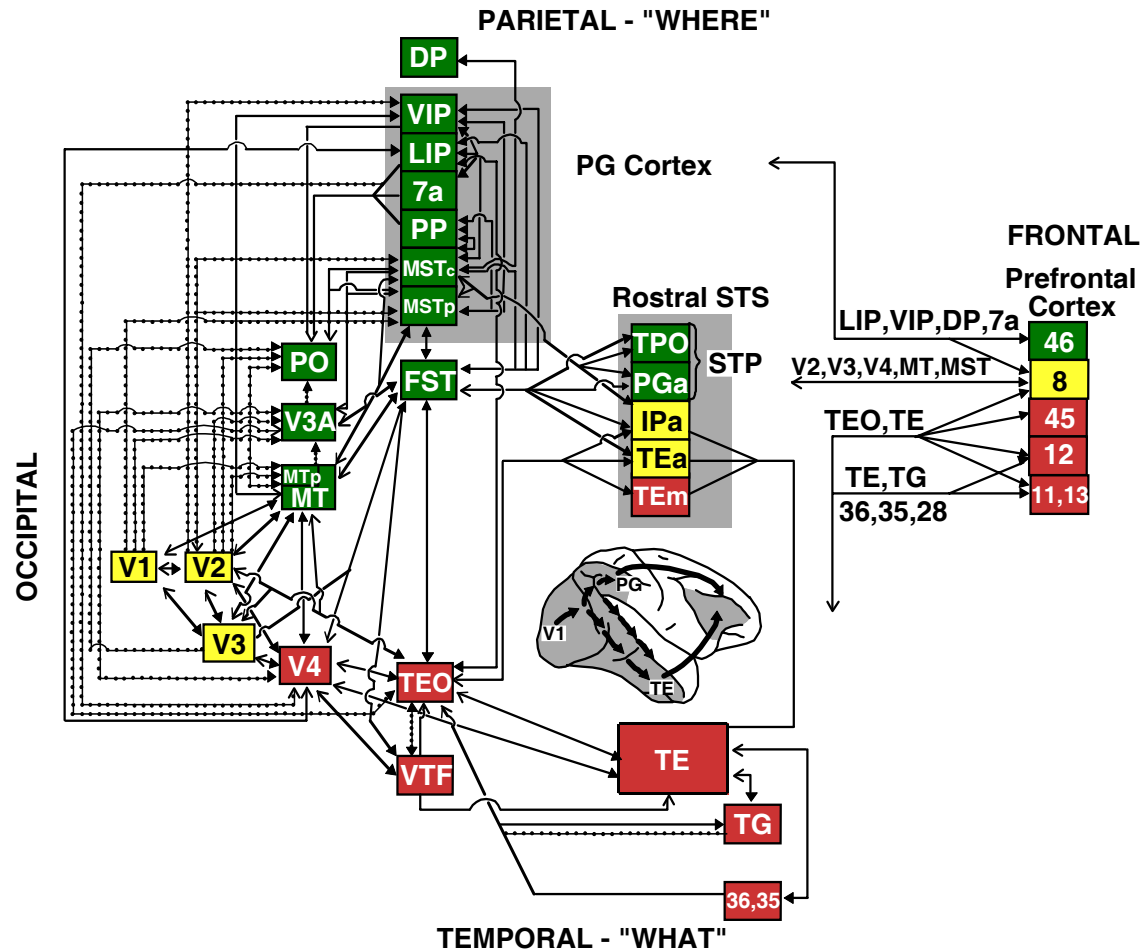 PARIETAL - "WHERE"
DP
VIP
LIP
7a
PP
MSTc
MSTp
PG Cortex
FRONTAL
Prefrontal
Cortex
Rostral STS
LIP,VIP,DP,7a
46
V2,V3,V4,MT,MST
8
TEO,TE
45
12
TE,TG
36,35,28
11,13
TPO
STP
PGa
IPa
TEa
TEm
PO
FST
V3A
MTp
MT
OCCIPITAL
V1
V2
V3
V4
TEO
VTF
PG
V1
TE
TE
TG
36,35
TEMPORAL - "WHAT"